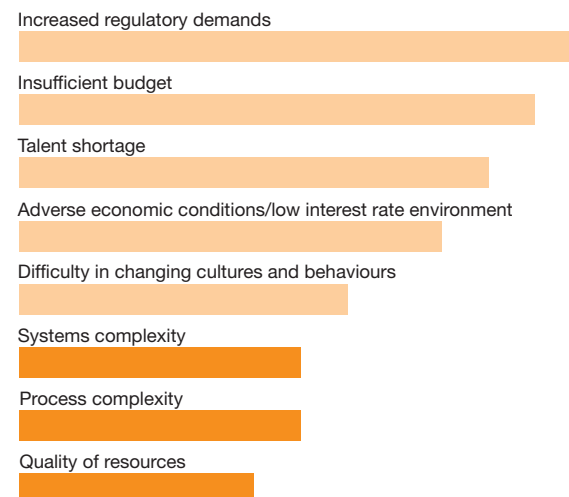 Increased regulatory demands
Insufficient budget
Talent shortage
Adverse economic conditions/low interest rate environment
Difficulty in changing cultures and behaviours
Systems complexity
Process complexity
Quality of resources